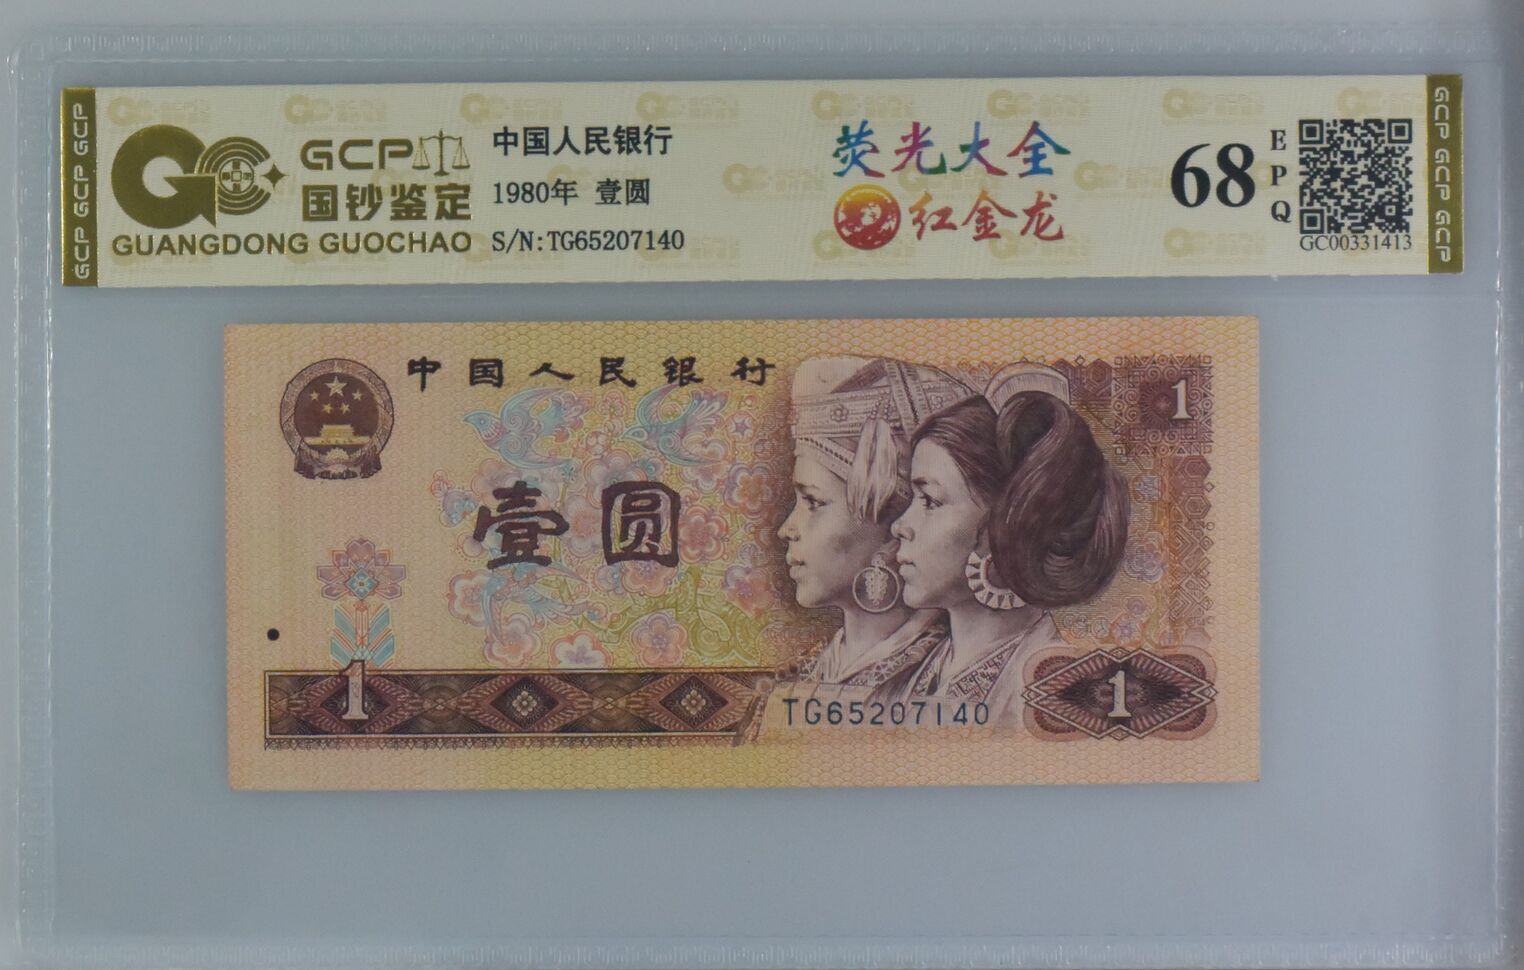 GCP GCP GCP
GCP
国钞鉴定
GUANGDONG GUOCHAO
中国人民银行
1980年 壹圆
S/N:TG65207140
荧光大全
红金龙
68
EPQ
GC00331413
GCP GCP GCP
中国人民银行
1
壹圆
1
TG65207140
1